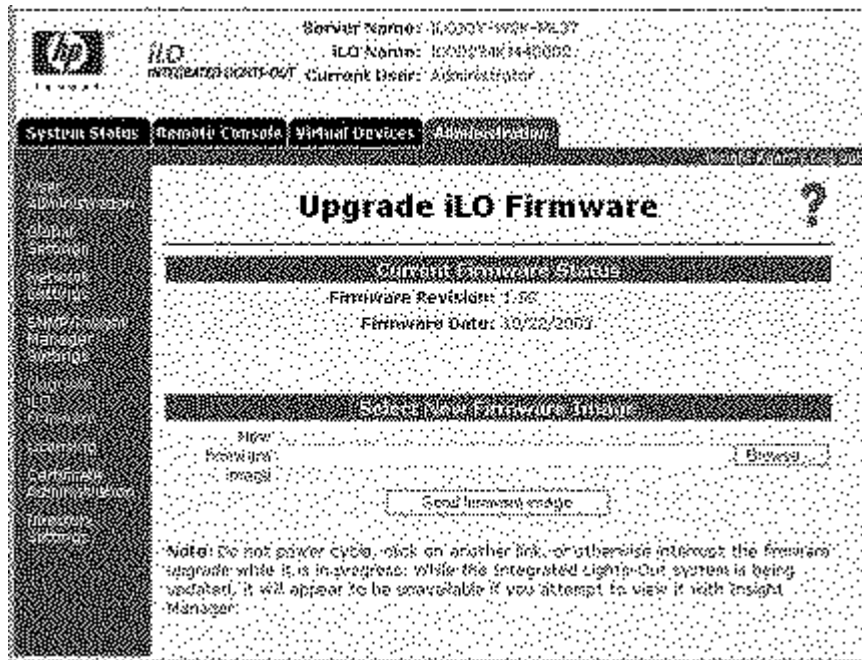 hp
invent
iLO
INTEGRATED LIGHTS-OUT
Server Name:
iLO Name:
Current User: Administrator
System Status Remote Console Virtual Devices Administration
User
Administration
Global
Settings
Network
Settings
SNMP/Insight
Manager
Settings
Upgrade
iLO
Firmware
Licensing
Certificate
Administration
Directory
Settings
Upgrade iLO Firmware
?
Current Firmware Status
Firmware Revision:
Firmware Date:
Select New Firmware Image
New
firmware
image
Browse...
Send firmware image
Note: Do not power cycle, click on another link, or otherwise interrupt the firmware
upgrade while it is in progress. While the Integrated Lights-Out system is being
updated, it will appear to be unavailable if you attempt to view it with Insight
Manager.